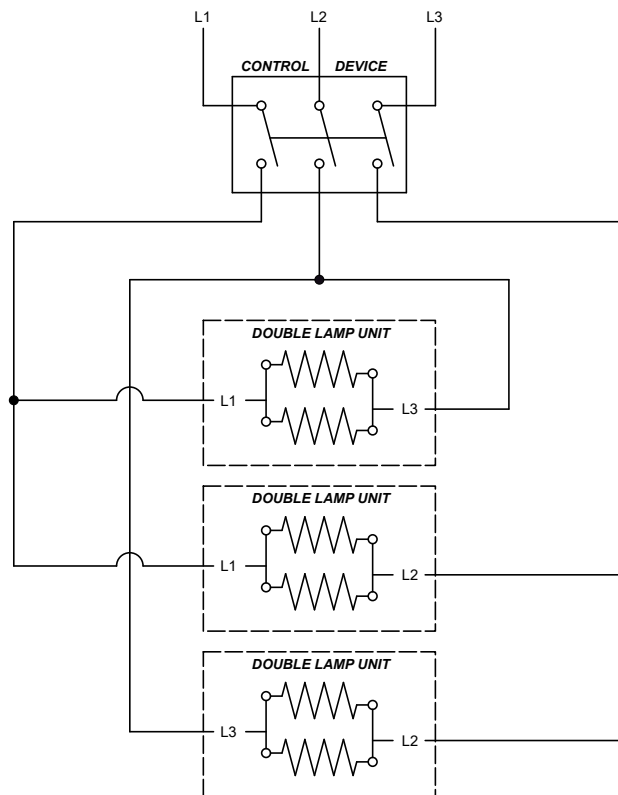 L1 L2 L3
CONTROL DEVICE
DOUBLE LAMP UNIT
L1 L3
DOUBLE LAMP UNIT
L1 L2
DOUBLE LAMP UNIT
L3 L2